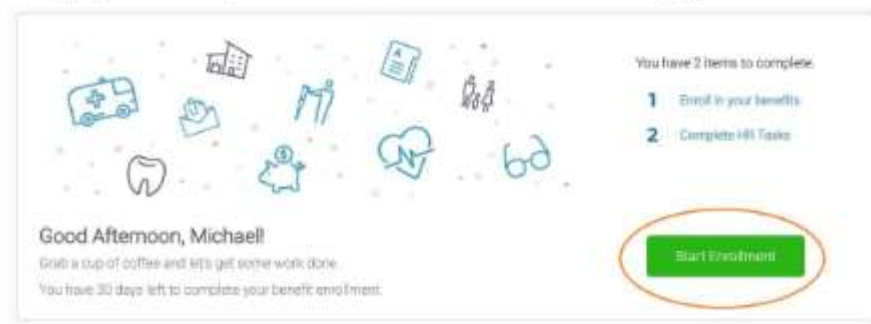 You have 2 items to complete.
1 Enroll in your benefits
2 Complete HR Tasks
Good Afternoon, Michael!
Grab a cup of coffee and let's get some work done.
You have 30 days left to complete your benefit enrollment.
Start Enrollment